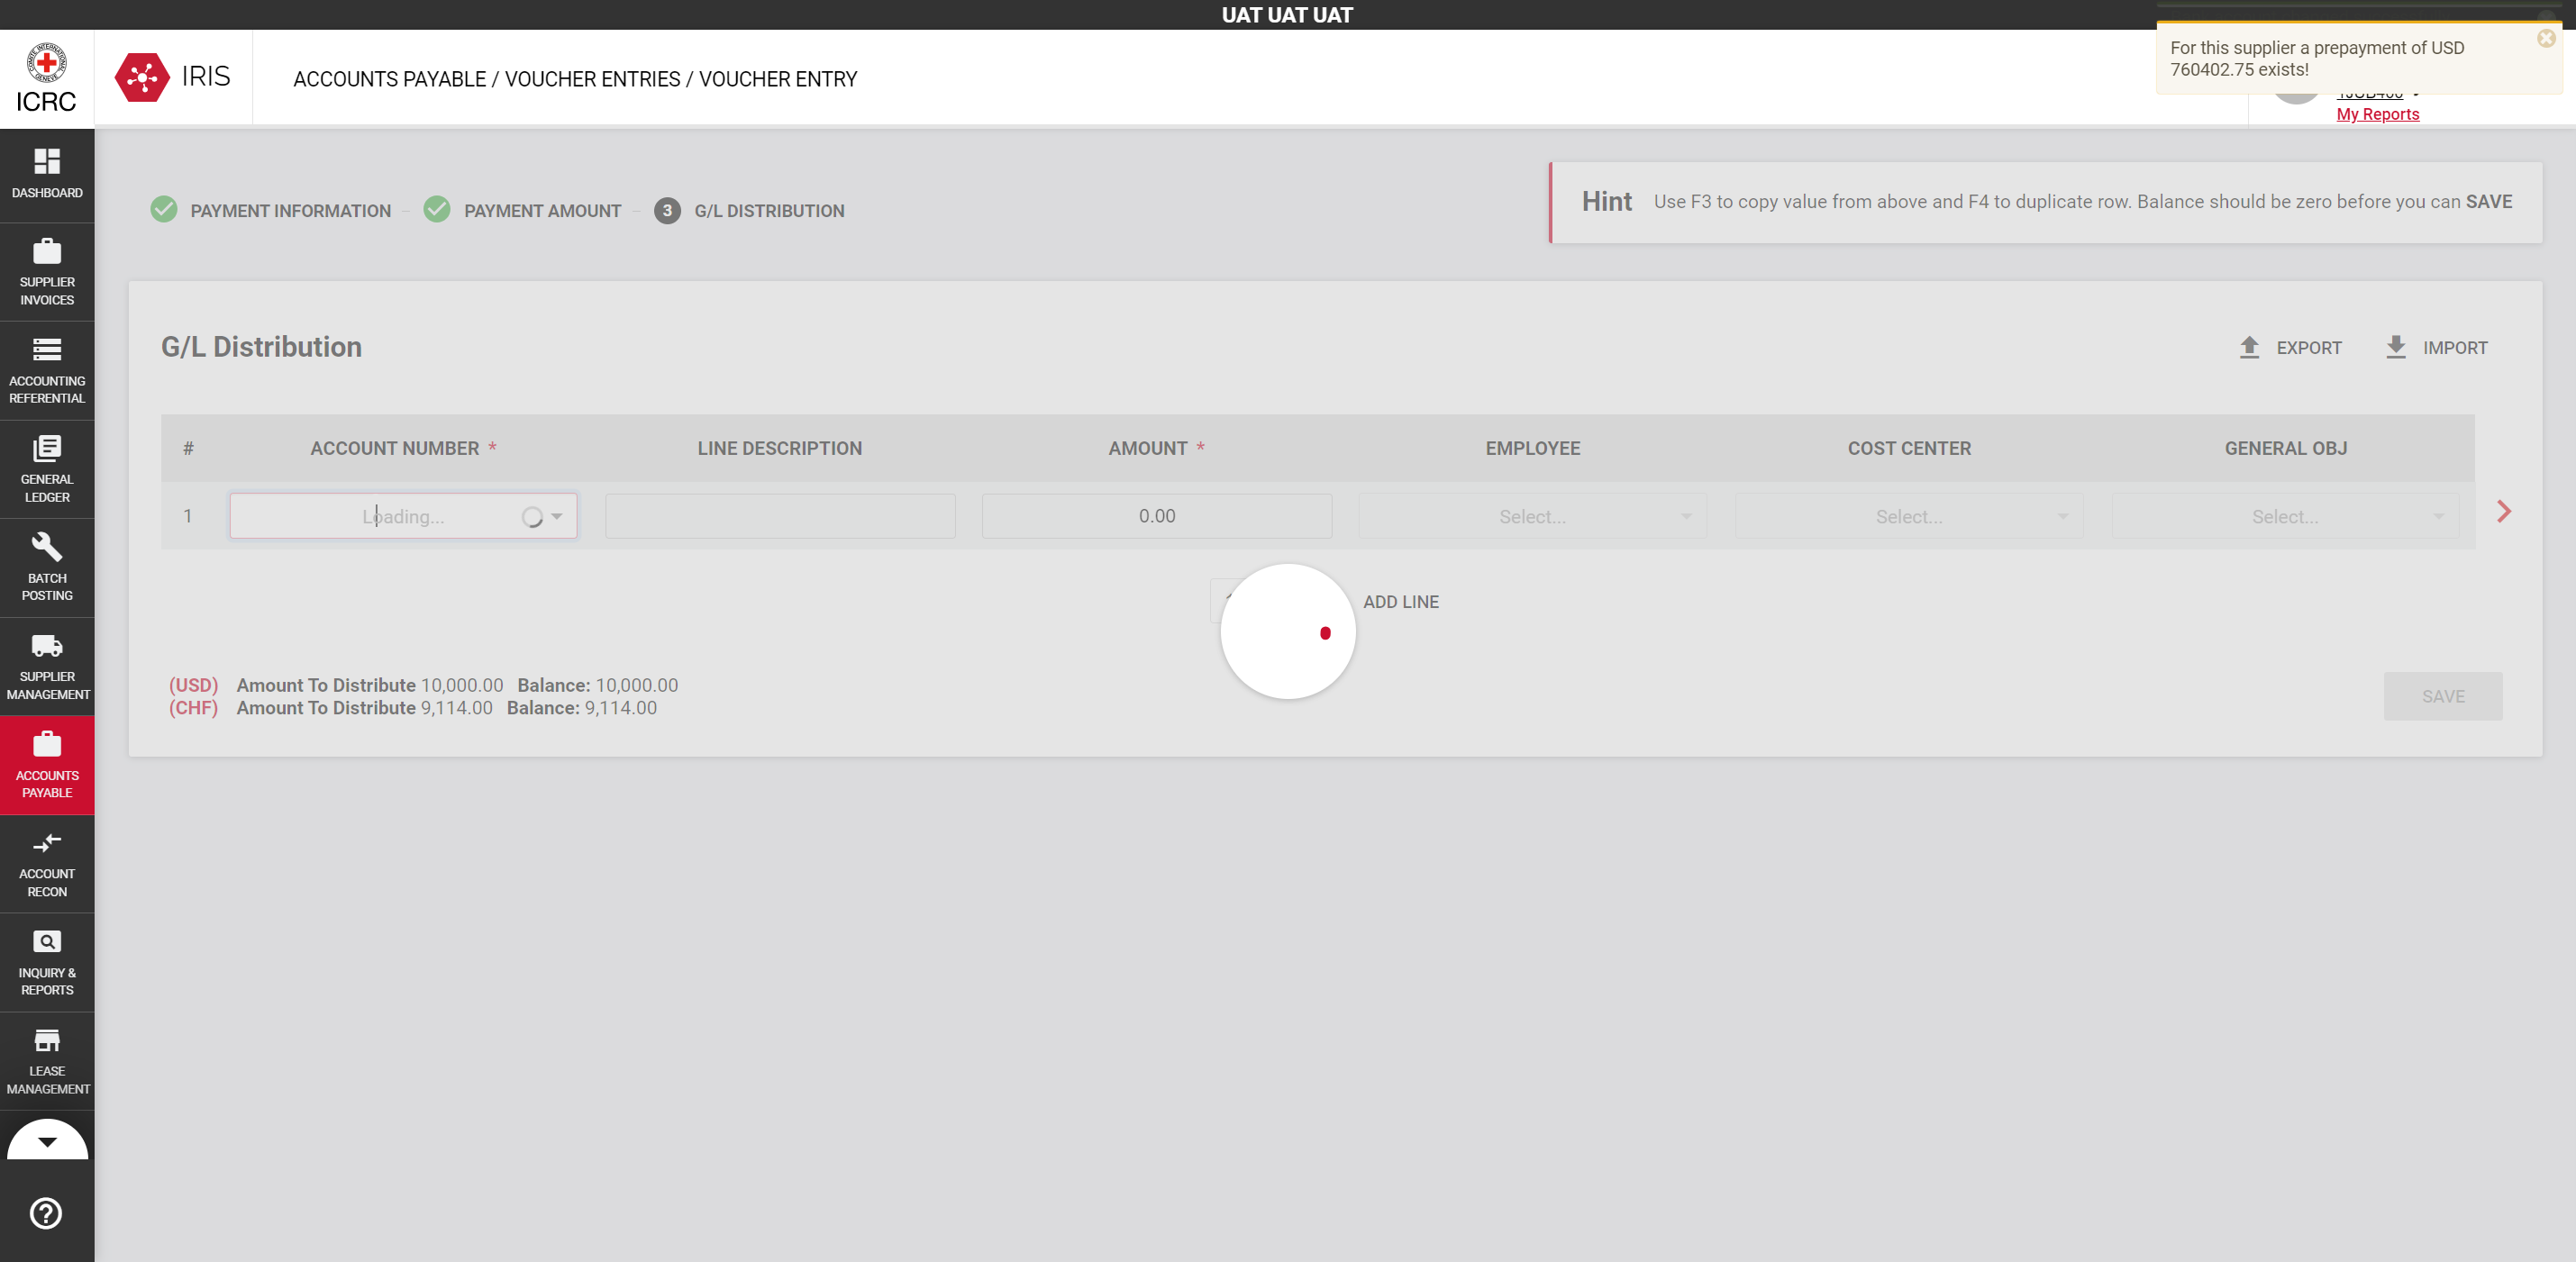 UAT UAT UAT
For this supplier a prepayment of USD
760402.75 exists!
ICRC
IRIS
ACCOUNTS PAYABLE / VOUCHER ENTRIES / VOUCHER ENTRY
My Reports
DASHBOARD
SUPPLIER
INVOICES
ACCOUNTING
REFERENTIAL
GENERAL
LEDGER
BATCH
POSTING
SUPPLIER
MANAGEMENT
ACCOUNTS
PAYABLE
ACCOUNT
RECON
INQUIRY &
REPORTS
LEASE
MANAGEMENT
PAYMENT INFORMATION
PAYMENT AMOUNT
3 G/L DISTRIBUTION
Hint Use F3 to copy value from above and F4 to duplicate row. Balance should be zero before you can SAVE
G/L Distribution
EXPORT
IMPORT
# ACCOUNT NUMBER * LINE DESCRIPTION AMOUNT * EMPLOYEE COST CENTER GENERAL OBJ
1 Loading... 0.00 Select... Select... Select...
ADD LINE
(USD) Amount To Distribute 10,000.00 Balance: 10,000.00
(CHF) Amount To Distribute 9,114.00 Balance: 9,114.00
SAVE